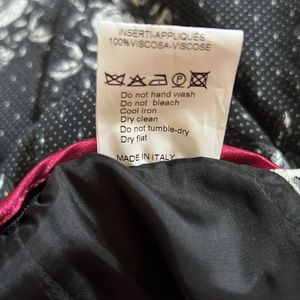 INSERTI-APPLIQUÉS
100%VISCOSA-VISCOSE
P
Do not hand wash
Do not bleach
Cool iron
Dry clean
Do not tumble-dry
Dry flat
MADE IN ITALY